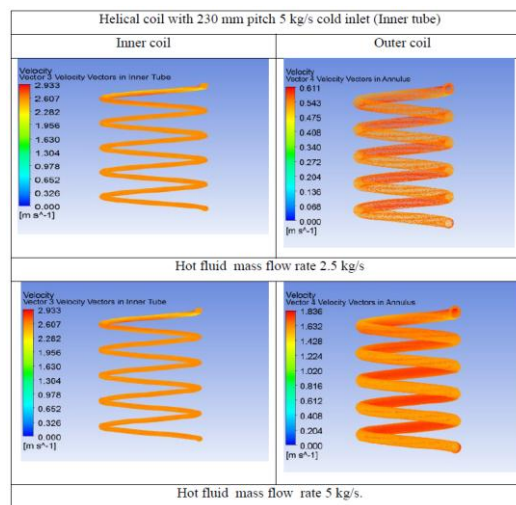 Helical coil with 230 mm pitch 5 kg/s cold inlet (Inner tube)
Inner coil
Outer coil
Velocity
Vector 3 Velocity Vectors in Inner Tube
2.933
2.607
2.282
1.956
1.630
1.304
0.978
0.652
0.326
0.000
[m s^-1]
Velocity
Vector 4 Velocity Vectors in Annulus
0.611
0.543
0.475
0.408
0.340
0.272
0.204
0.136
0.068
0.000
[m s^-1]
Hot fluid mass flow rate 2.5 kg/s
Velocity
Vector 3 Velocity Vectors in Inner Tube
2.933
2.607
2.282
1.956
1.630
1.304
0.978
0.652
0.326
0.000
[m s^-1]
Velocity
Vector 4 Velocity Vectors in Annulus
1.836
1.632
1.428
1.224
1.020
0.816
0.612
0.408
0.204
0.000
[m s^-1]
Hot fluid mass flow rate 5 kg/s.